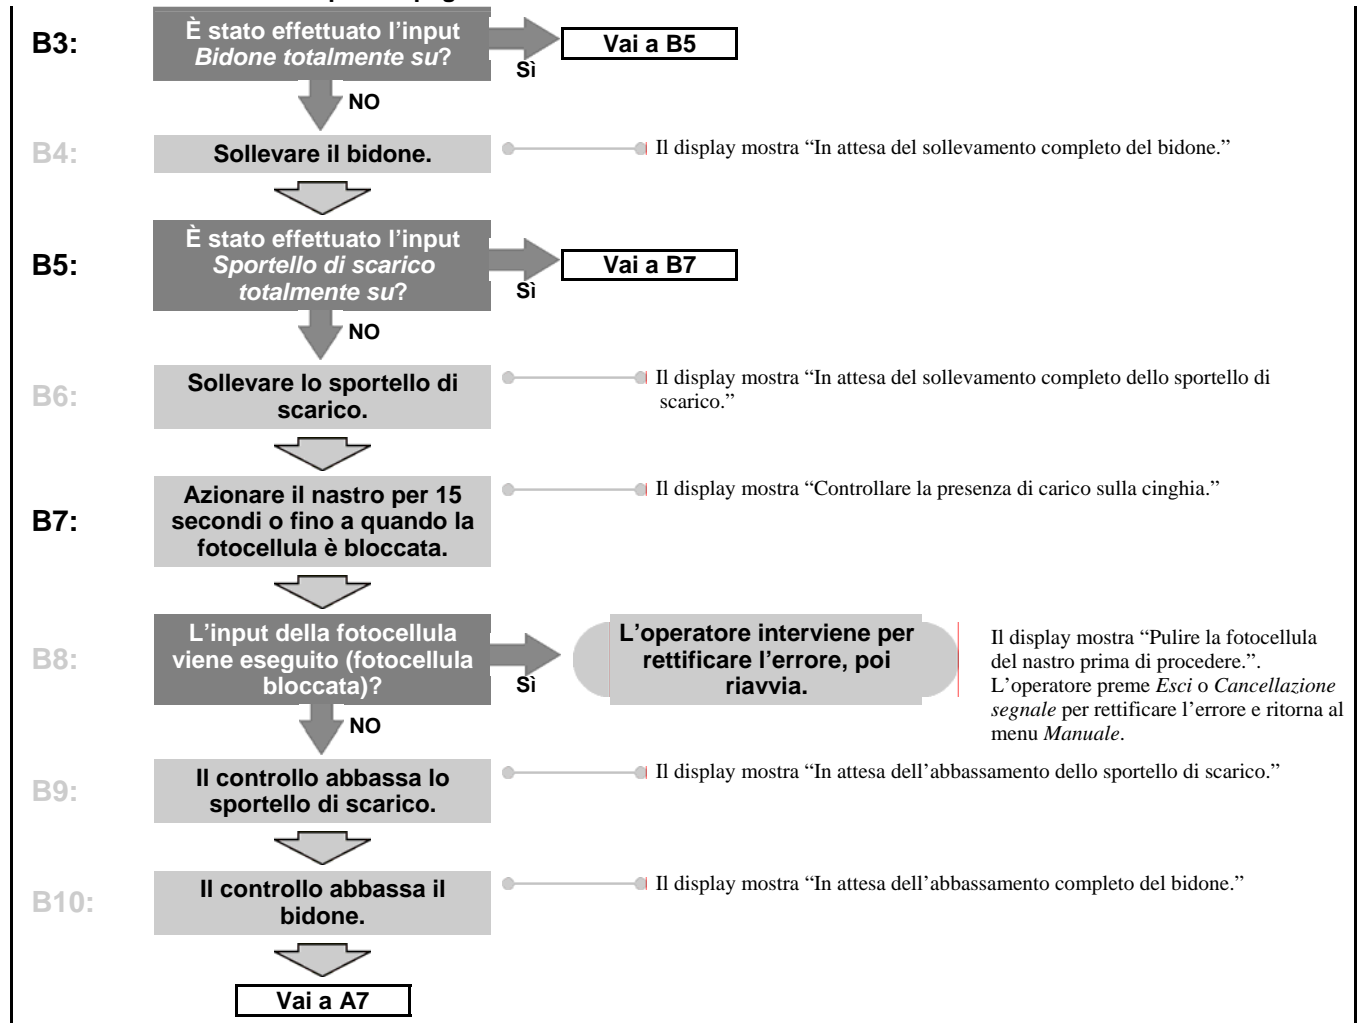 B3:
È stato effettuato l’input
Bidone totalmente su?
Sì
Vai a B5
NO
B4:
Sollevare il bidone.
Il display mostra “In attesa del sollevamento completo del bidone.”
B5:
È stato effettuato l’input
Sportello di scarico
totalmente su?
Sì
Vai a B7
NO
B6:
Sollevare lo sportello di
scarico.
Il display mostra “In attesa del sollevamento completo dello sportello di
scarico.”
B7:
Azionare il nastro per 15
secondi o fino a quando la
fotocellula è bloccata.
Il display mostra “Controllare la presenza di carico sulla cinghia.”
B8:
L’input della fotocellula
viene eseguito (fotocellula
bloccata)?
Sì
L’operatore interviene per
rettificare l’errore, poi
riavvia.
Il display mostra “Pulire la fotocellula
del nastro prima di procedere.”.
L’operatore preme Esci o Cancellazione
segnale per rettificare l’errore e ritorna al
menu Manuale.
NO
B9:
Il controllo abbassa lo
sportello di scarico.
Il display mostra “In attesa dell’abbassamento dello sportello di scarico.”
B10:
Il controllo abbassa il
bidone.
Il display mostra “In attesa dell’abbassamento completo del bidone.”
Vai a A7